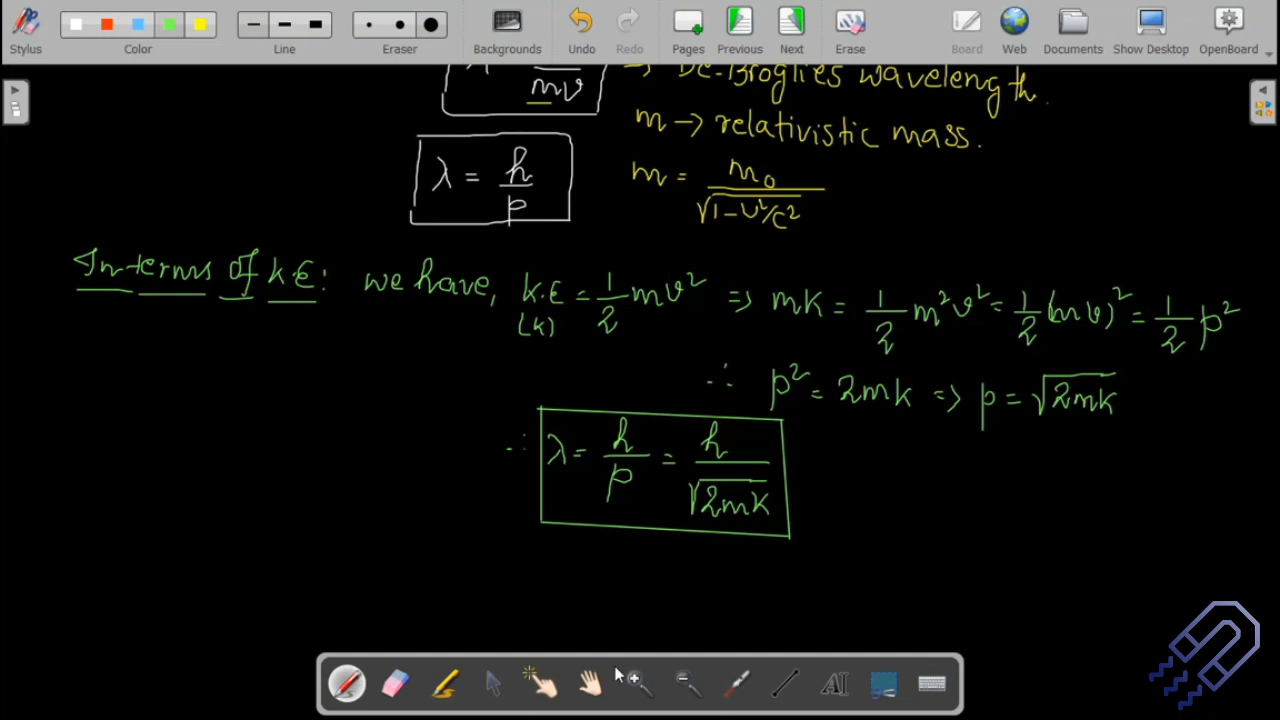 Stylus Color Line Eraser Backgrounds Undo Redo Pages Previous Next Erase Board Web Documents Show Desktop OpenBoard
mv → De-Broglies wavelength.
m → relativistic mass.
λ = h/p
m = m₀/√1-v²/c²
In terms of k.E: we have, k.E = 1/2 mv² => mk = 1/2 m²v² = 1/2 (mv)² = 1/2 p²
(k)
∴ p² = 2mk => p = √2mk
∴ λ = h/p = h/√2mk
AI